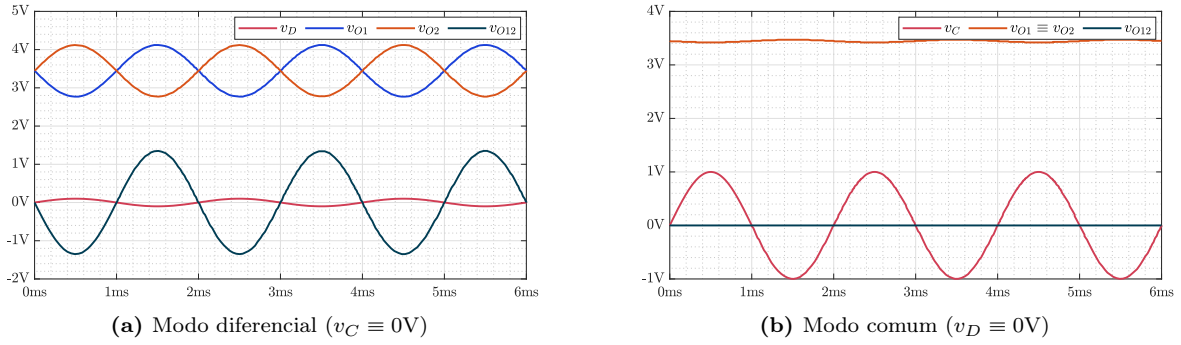 v_D v_O1 v_O2 v_O12
5V
4V
3V
2V
1V
0V
-1V
-2V
0ms 1ms 2ms 3ms 4ms 5ms 6ms
(a) Modo diferencial (v_C ≡ 0V)
v_C v_O1 ≡ v_O2 v_O12
4V
3V
2V
1V
0V
-1V
0ms 1ms 2ms 3ms 4ms 5ms 6ms
(b) Modo comum (v_D ≡ 0V)